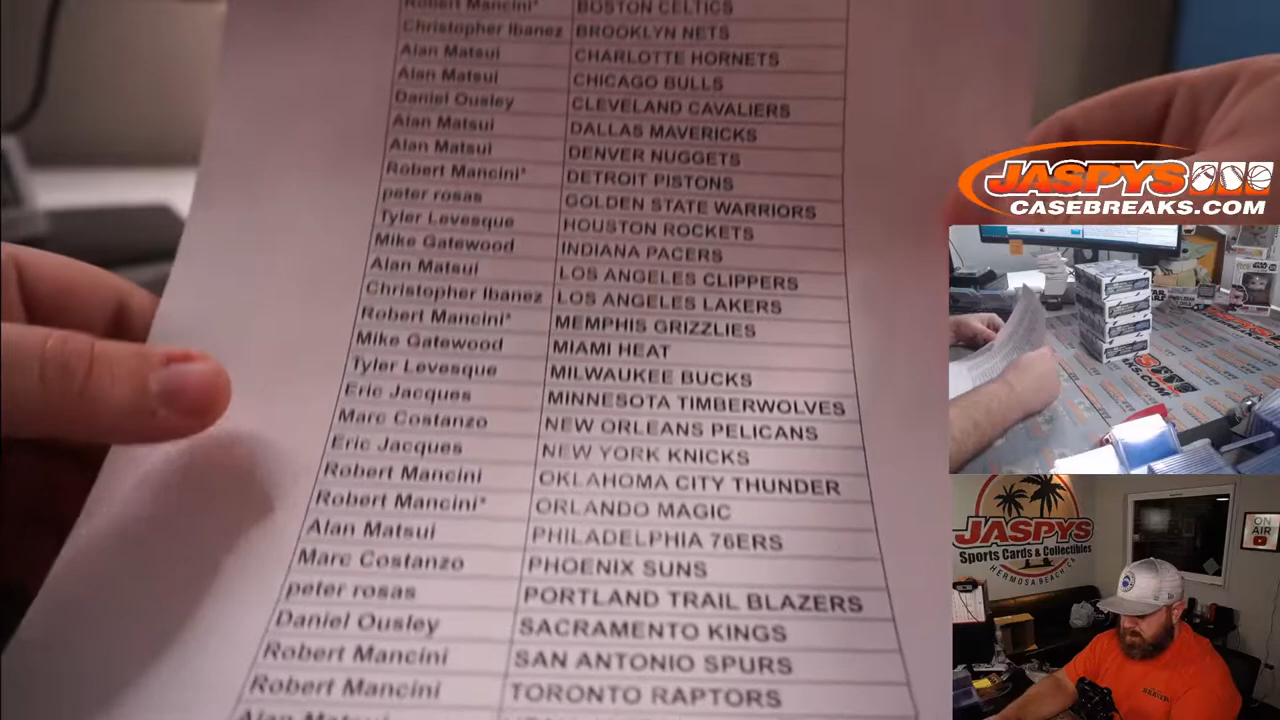 Robert Mancini* BOSTON CELTICS
Christopher Ibanez BROOKLYN NETS
Alan Matsui CHARLOTTE HORNETS
Alan Matsui CHICAGO BULLS
Daniel Ousley CLEVELAND CAVALIERS
Alan Matsui DALLAS MAVERICKS
Alan Matsui DENVER NUGGETS
Robert Mancini* DETROIT PISTONS
peter rosas GOLDEN STATE WARRIORS
Tyler Levesque HOUSTON ROCKETS
Mike Gatewood INDIANA PACERS
Alan Matsui LOS ANGELES CLIPPERS
Christopher Ibanez LOS ANGELES LAKERS
Robert Mancini* MEMPHIS GRIZZLIES
Mike Gatewood MIAMI HEAT
Tyler Levesque MILWAUKEE BUCKS
Eric Jacques MINNESOTA TIMBERWOLVES
Marc Costanzo NEW ORLEANS PELICANS
Eric Jacques NEW YORK KNICKS
Robert Mancini OKLAHOMA CITY THUNDER
Robert Mancini* ORLANDO MAGIC
Alan Matsui PHILADELPHIA 76ERS
Marc Costanzo PHOENIX SUNS
peter rosas PORTLAND TRAIL BLAZERS
Daniel Ousley SACRAMENTO KINGS
Robert Mancini SAN ANTONIO SPURS
Robert Mancini TORONTO RAPTORS
Alan Matsui
JASPYS
CASEBREAKS.COM
JASPYS
Sports Cards & Collectibles
HERMOSA BEACH CA
ON
AIR